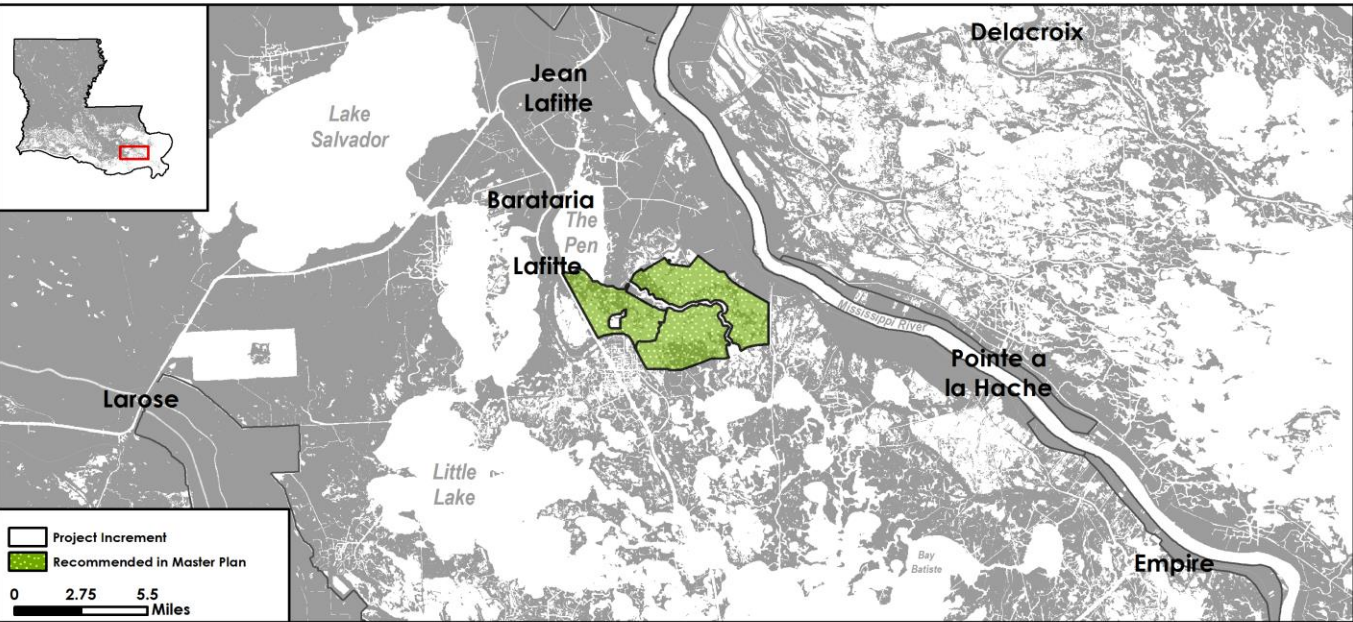 Delacroix
Jean
Lafitte
Lake
Salvador
Barataria
The
Pen
Lafitte
Mississippi River
Pointe a
la Hache
Larose
Little
Lake
Bay
Batiste
Empire
Project Increment
Recommended in Master Plan
0 2.75 5.5
Miles